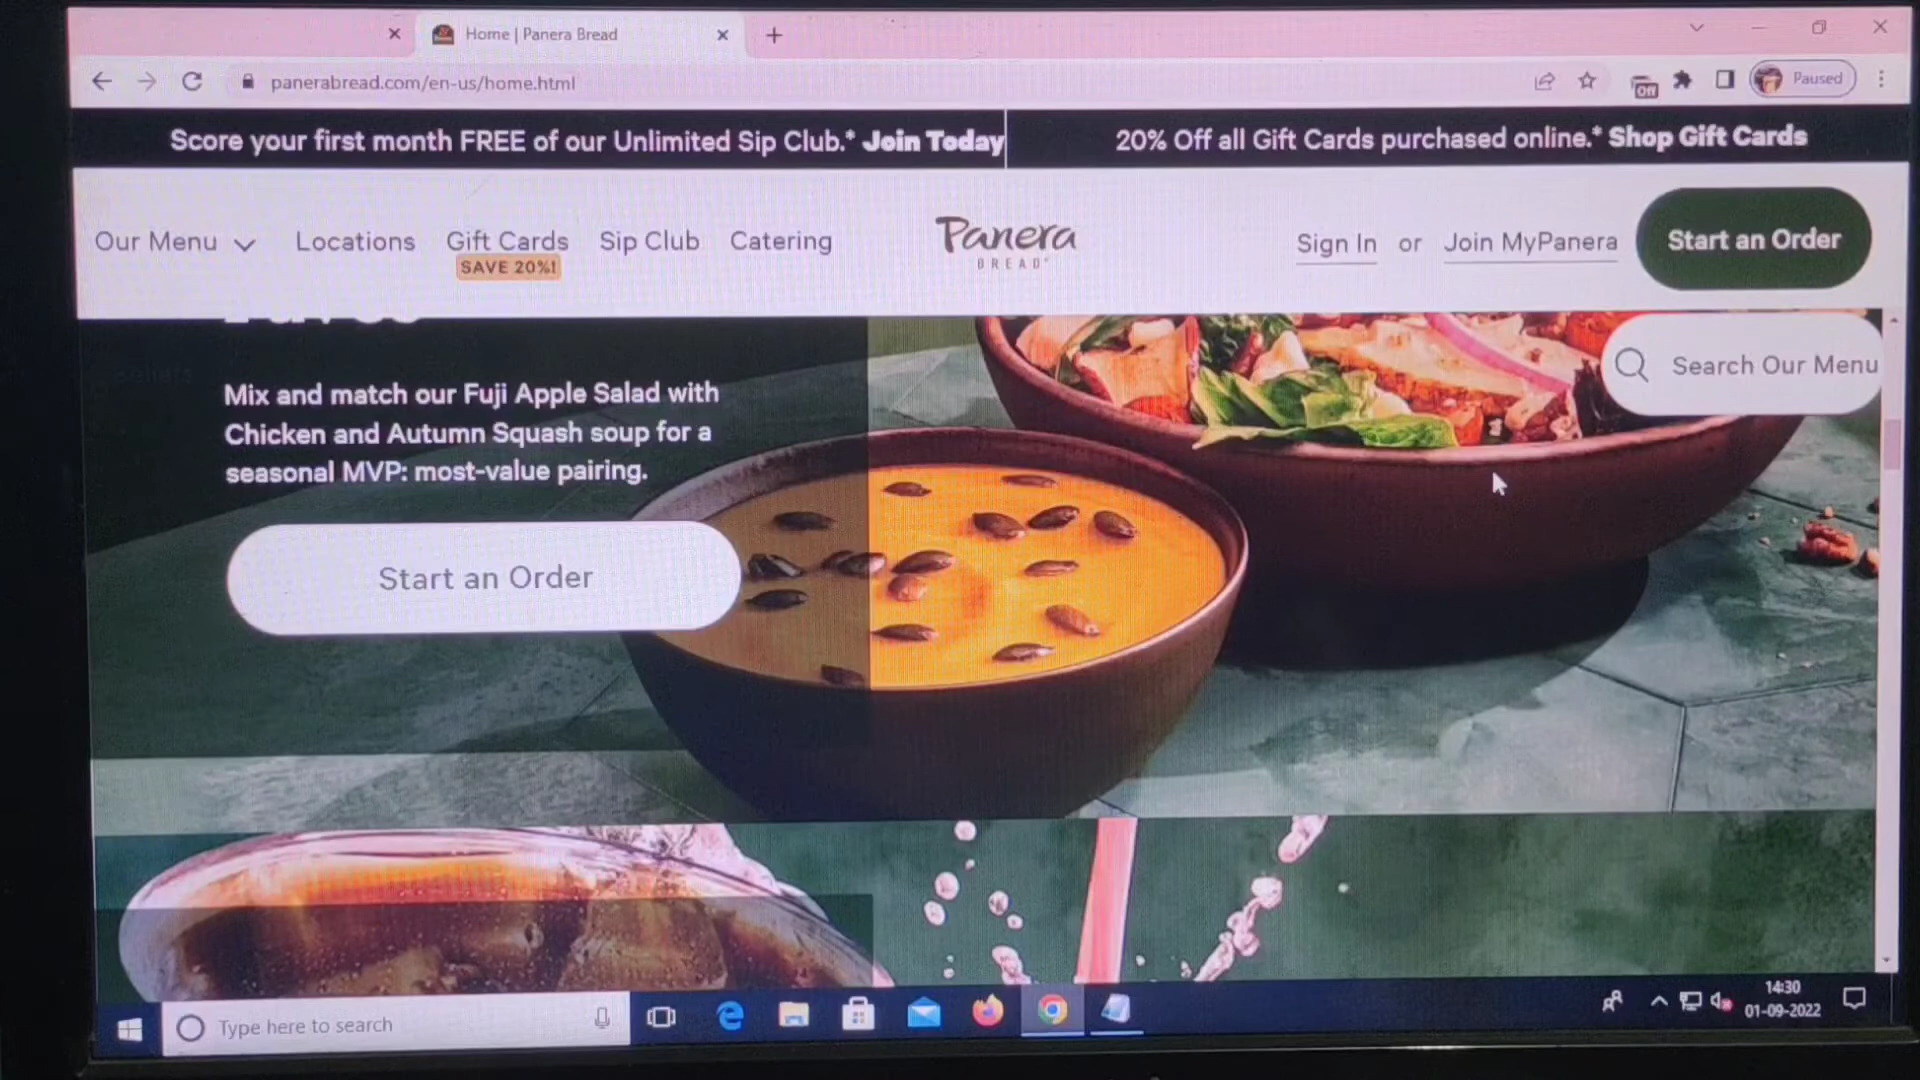 Home | Panera Bread
panerabread.com/en-us/home.html
off
Paused
Score your first month FREE of our Unlimited Sip Club.* Join Today
20% Off all Gift Cards purchased online.* Shop Gift Cards
Our Menu
Locations
Gift Cards
SAVE 20%!
Sip Club
Catering
Panera
BREAD
Sign In or Join MyPanera
Start an Order
Search Our Menu
Mix and match our Fuji Apple Salad with
Chicken and Autumn Squash soup for a
seasonal MVP: most-value pairing.
Start an Order
Type here to search
14:30
01-09-2022